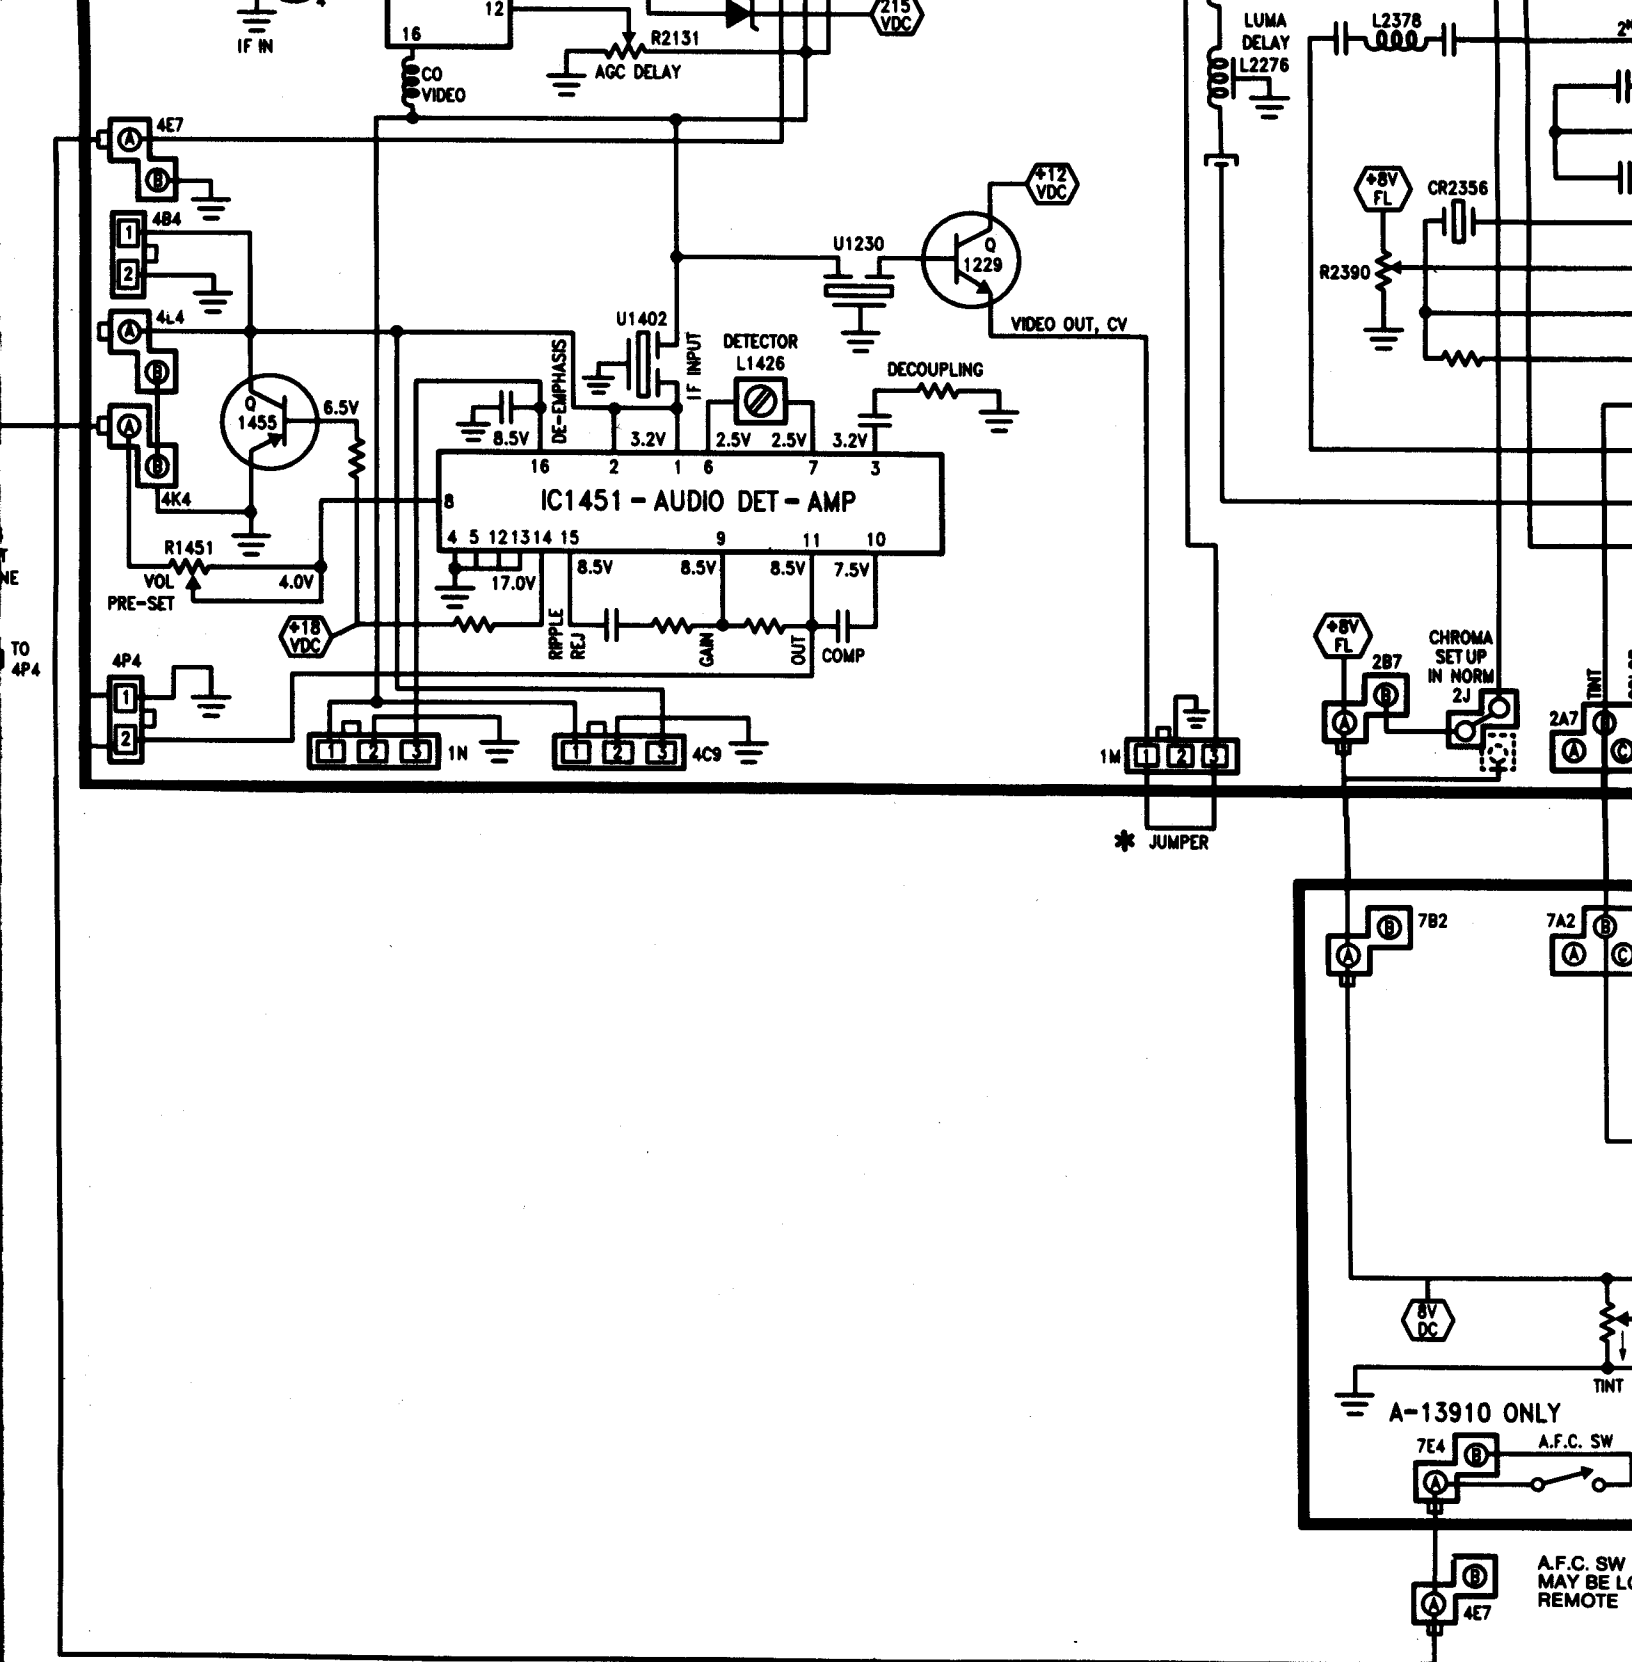 12
4
215
VDC
IF IN
16
R2131
AGC DELAY
CO
VIDEO
LUMA
DELAY
L2276
L2378
A
4E7
B
4B4
1
2
+12
VDC
+8V
FL
CR2356
R2390
U1230
Q
1229
VIDEO OUT, CV
4L4
A
B
U1402
DE-EMPHASIS
IF INPUT
DETECTOR
L1426
DECOUPLING
Q
1455
6.5V
8.5V
3.2V
2.5V
2.5V
3.2V
A
B
4K4
16
2
1
6
7
3
8
IC1451 - AUDIO DET - AMP
4
5
12
13
14
15
9
11
10
R1451
VOL
PRE-SET
4.0V
17.0V
8.5V
8.5V
8.5V
7.5V
T
NE
+18
VDC
RIPPLE
REJ
GAIN
OUT
COMP
TO
4P4
4P4
1
2
1
2
3
1N
1
2
3
4C9
1M
1
2
3
* JUMPER
+8V
FL
2B7
B
A
CHROMA
SET UP
IN NORM
2J
TINT
2A7
B
A
C
7B2
B
A
7A2
B
A
C
8V
DC
TINT
A-13910 ONLY
7E4
B
A
A.F.C. SW
B
A
4E7
A.F.C. SW
MAY BE
REMOTE